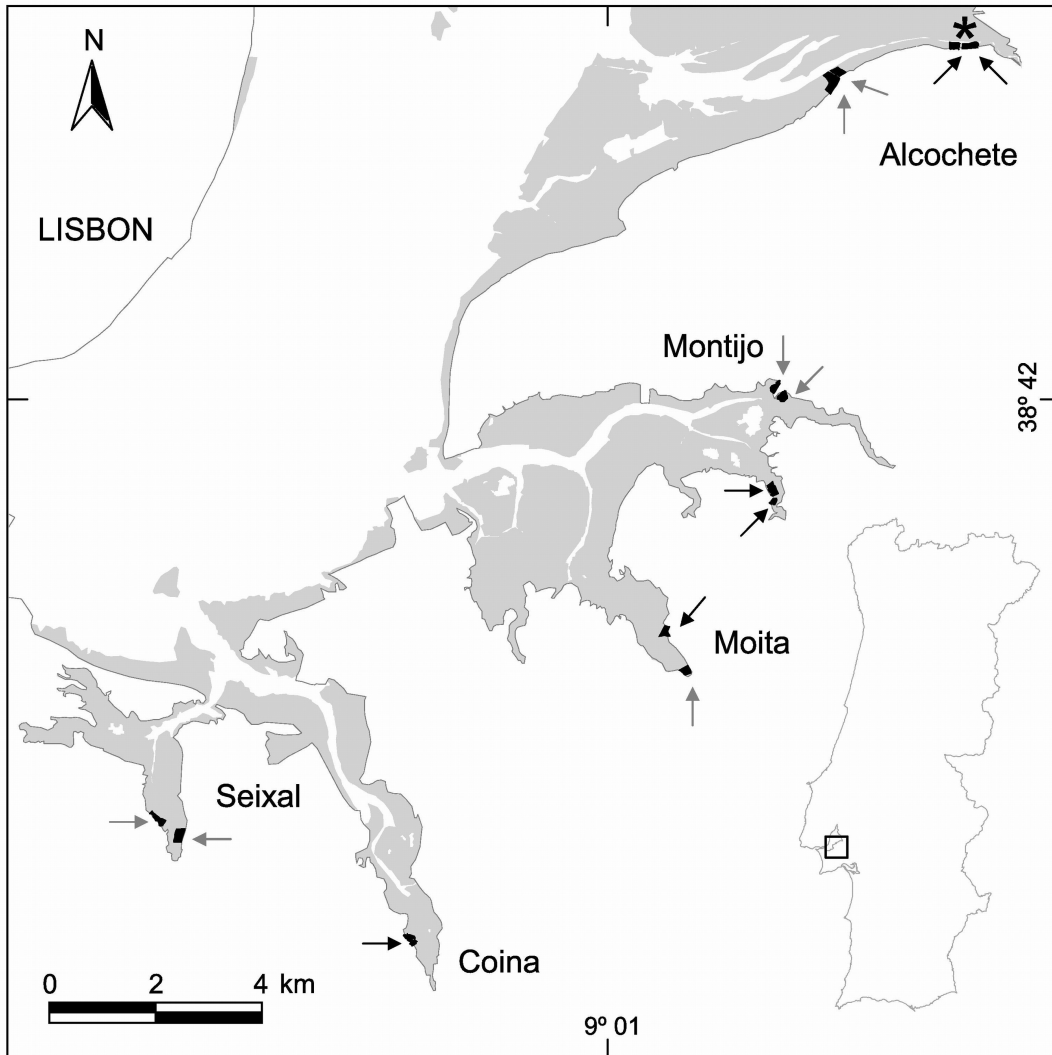 N
*
Alcochete
LISBON
Montijo
38º 42
Moita
Seixal
Coina
0 2 4 km
9º 01